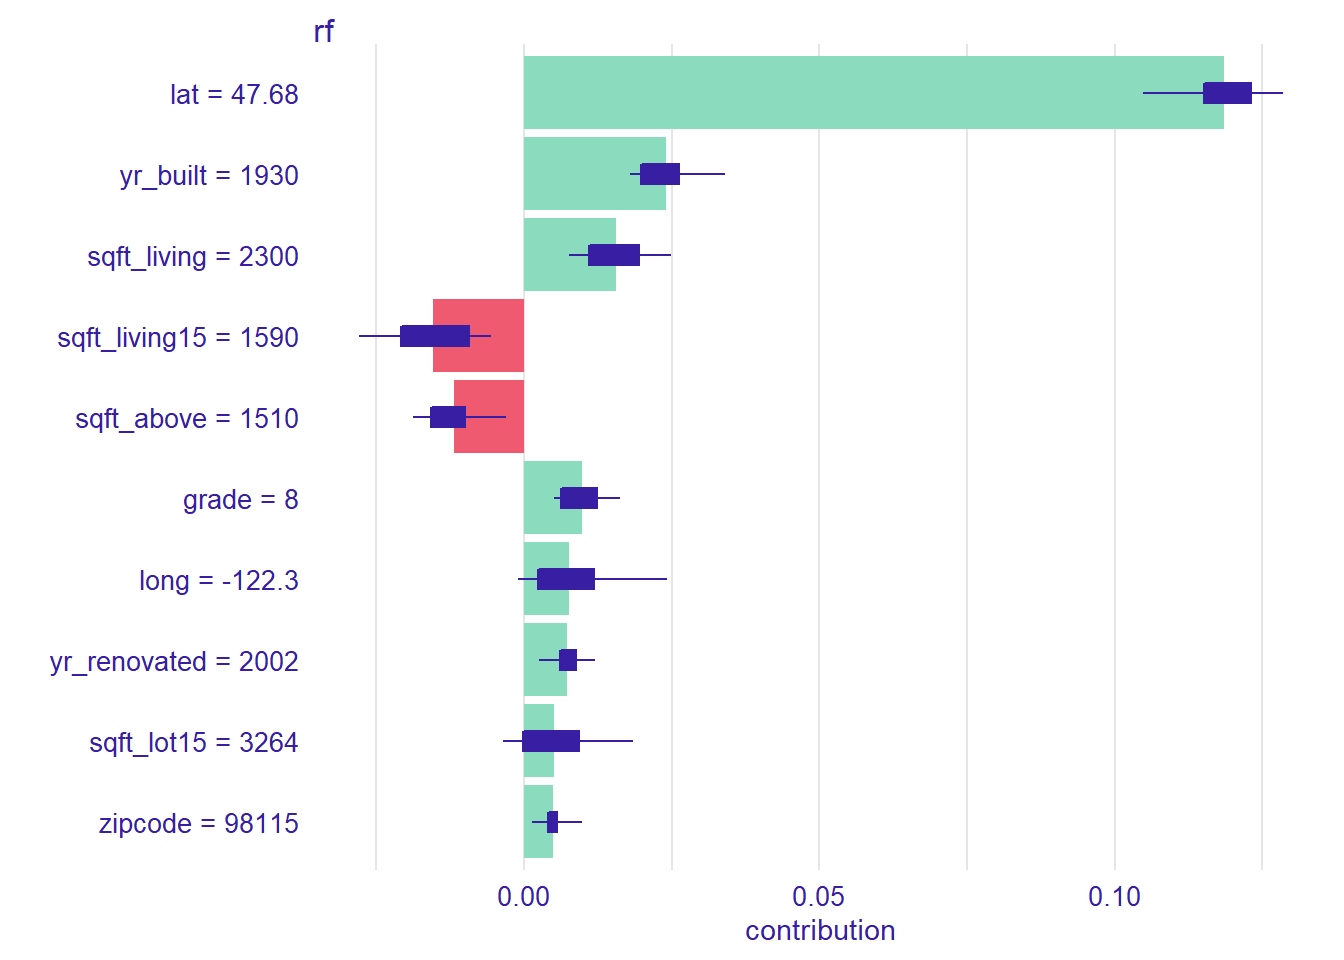 rf
lat = 47.68
yr_built = 1930
sqft_living = 2300
sqft_living15 = 1590
sqft_above = 1510
grade = 8
long = -122.3
yr_renovated = 2002
sqft_lot15 = 3264
zipcode = 98115
0.00 0.05 0.10
contribution